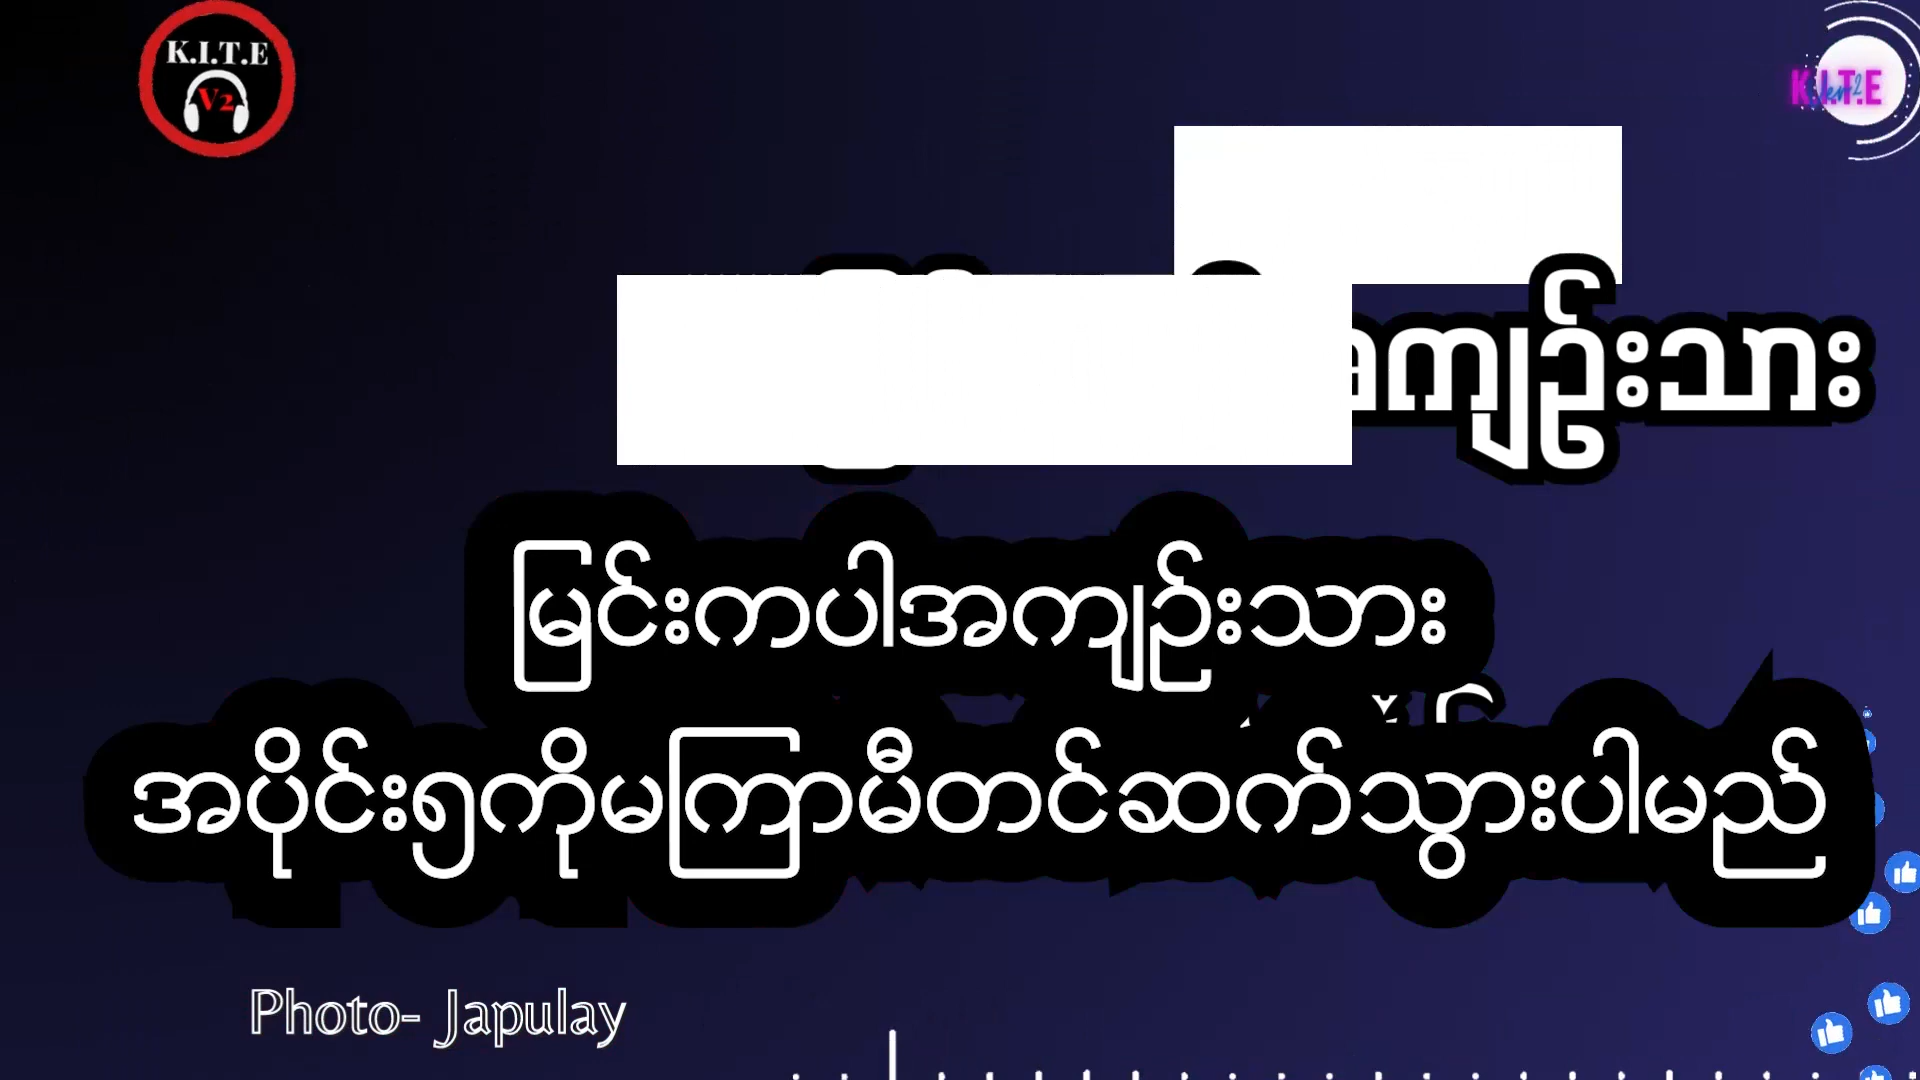 K.I.T.E
V2
K.I.T.E
အကျဉ်းသား
မြင်းကပါအကျဉ်းသား
အပိုင်း၅ကိုမကြာမီတင်ဆက်သွားပါမည်
Photo- Japulay